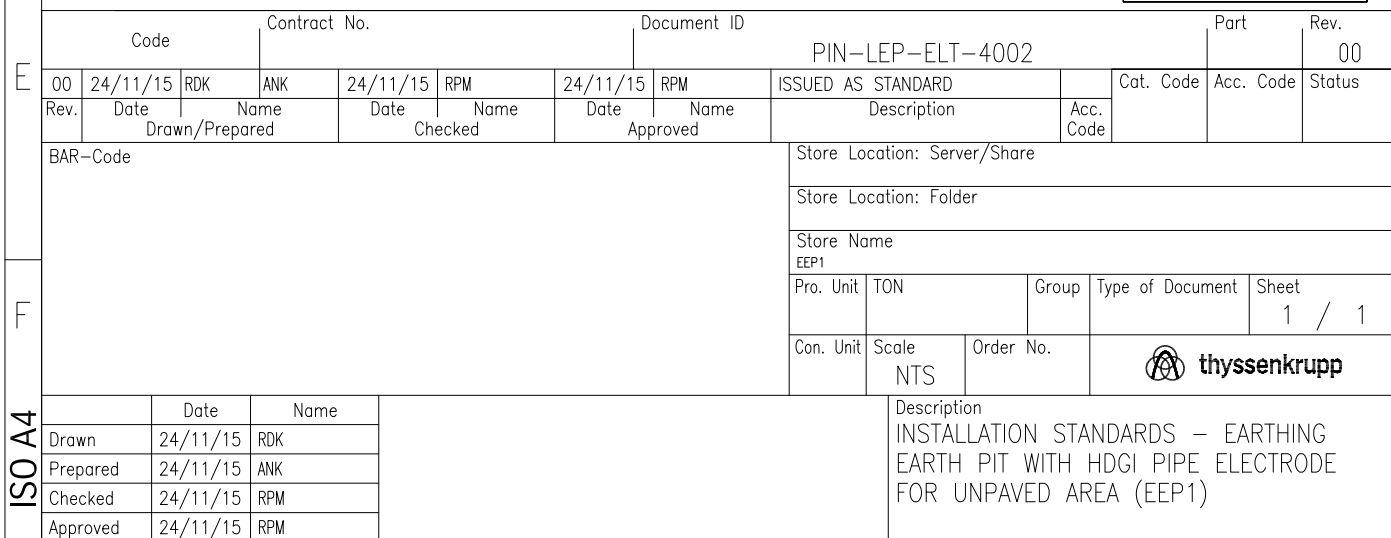 Code Contract No. Document ID Part Rev.
PIN-LEP-ELT-4002 00
E
00 24/11/15 RDK ANK 24/11/15 RPM 24/11/15 RPM ISSUED AS STANDARD Cat. Code Acc. Code Status
Rev. Date Name Date Name Date Name Description Acc.
Drawn/Prepared Checked Approved Code
BAR-Code Store Location: Server/Share
Store Location: Folder
Store Name
EEP1
Pro. Unit TON Group Type of Document Sheet
F
1 / 1
Con. Unit Scale Order No.
NTS thyssenkrupp
ISO A4
Date Name
Drawn 24/11/15 RDK
Prepared 24/11/15 ANK
Checked 24/11/15 RPM
Approved 24/11/15 RPM
Description
INSTALLATION STANDARDS - EARTHING
EARTH PIT WITH HDGI PIPE ELECTRODE
FOR UNPAVED AREA (EEP1)